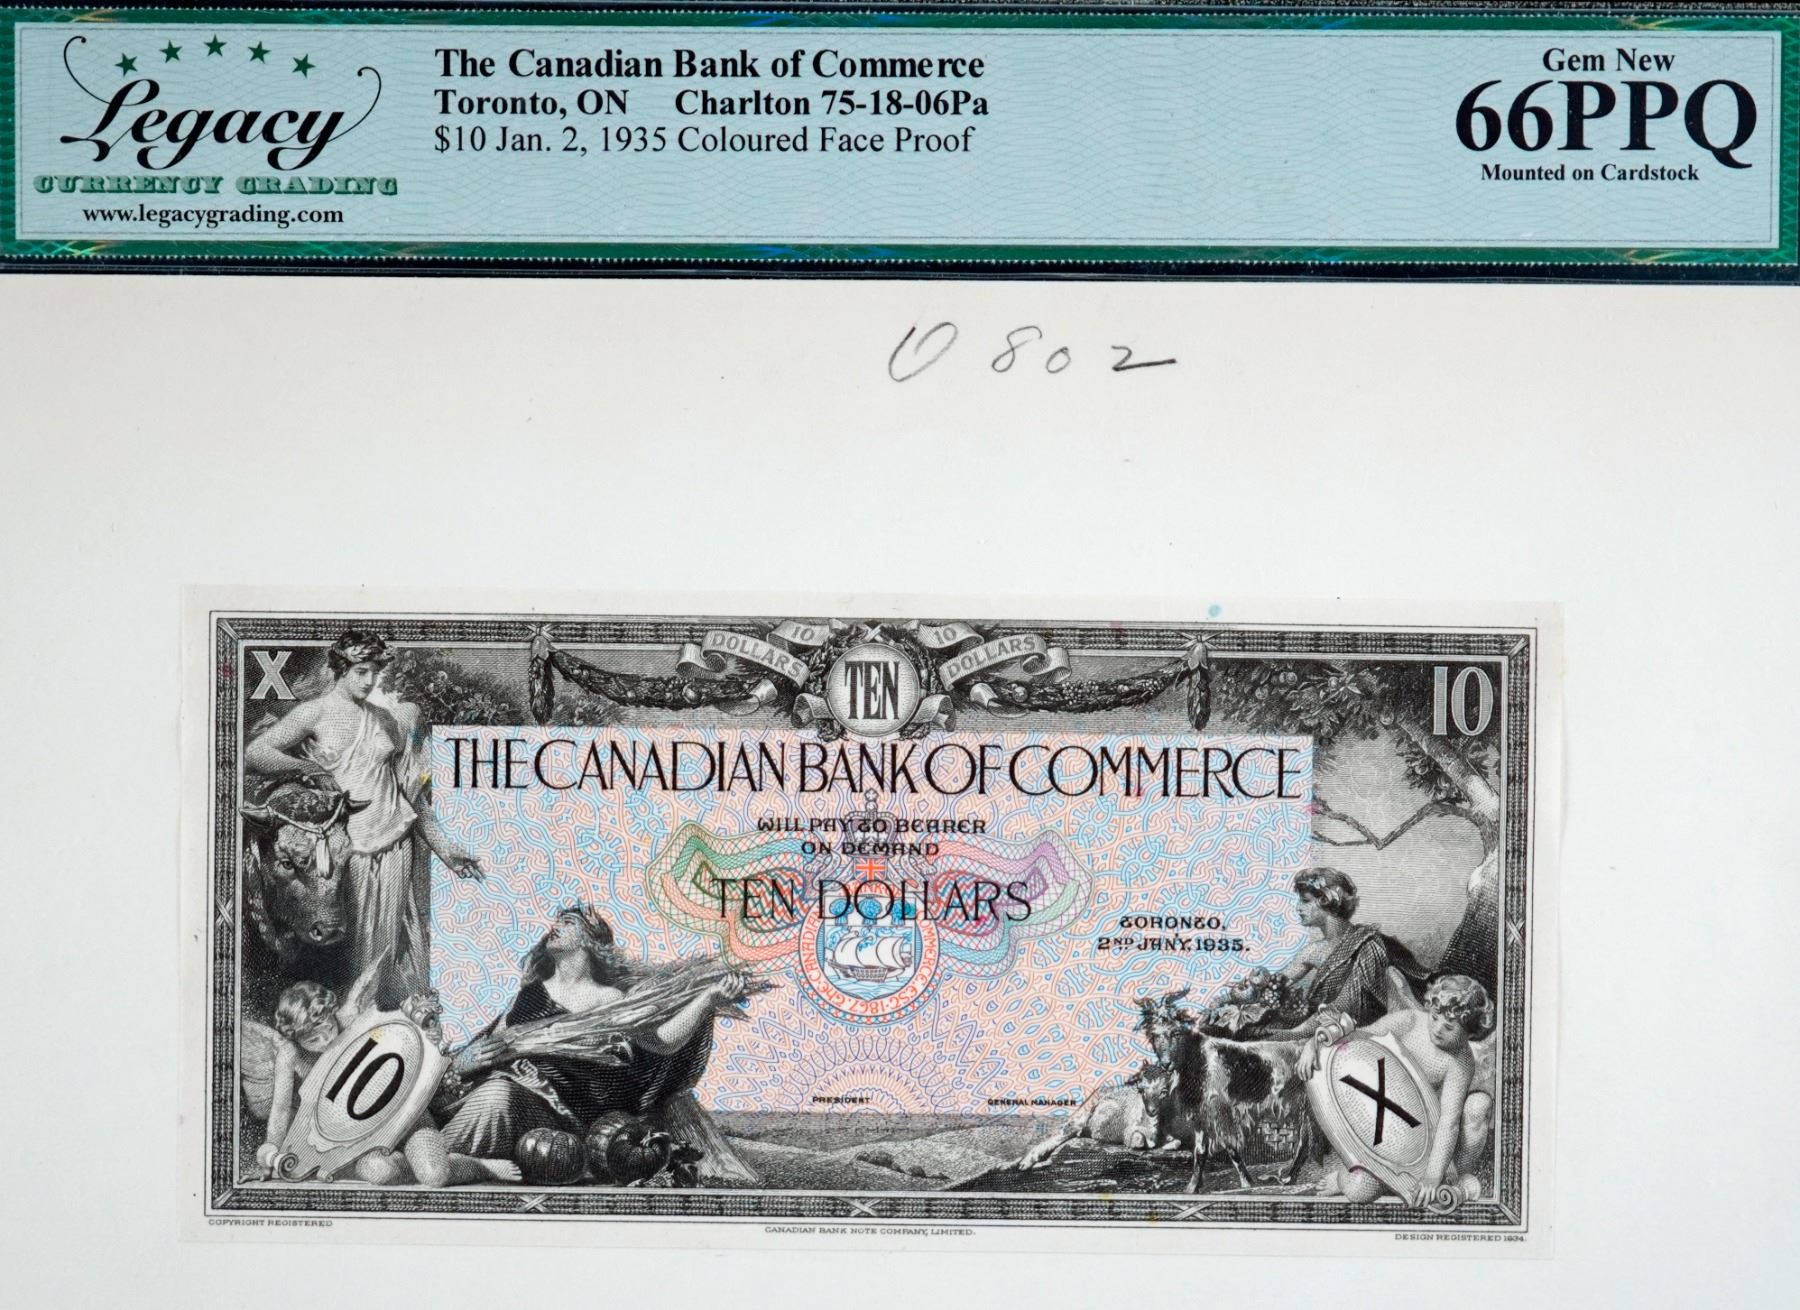 Legacy
CURRENCY GRADING
www.legacygrading.com
The Canadian Bank of Commerce
Toronto, ON Charlton 75-18-06Pa
$10 Jan. 2, 1935 Coloured Face Proof
Gem New
66PPQ
Mounted on Cardstock
0 802
X
DOLLARS 10 10 DOLLARS
TEN
10
THE CANADIAN BANK OF COMMERCE
WILL PAY TO BEARER
ON DEMAND
TEN DOLLARS
TORONTO,
2ND JAN'Y, 1935.
10
X
PRESIDENT
GENERAL MANAGER
COPYRIGHT REGISTERED
CANADIAN BANK NOTE COMPANY, LIMITED.
DESIGN REGISTERED 1934.